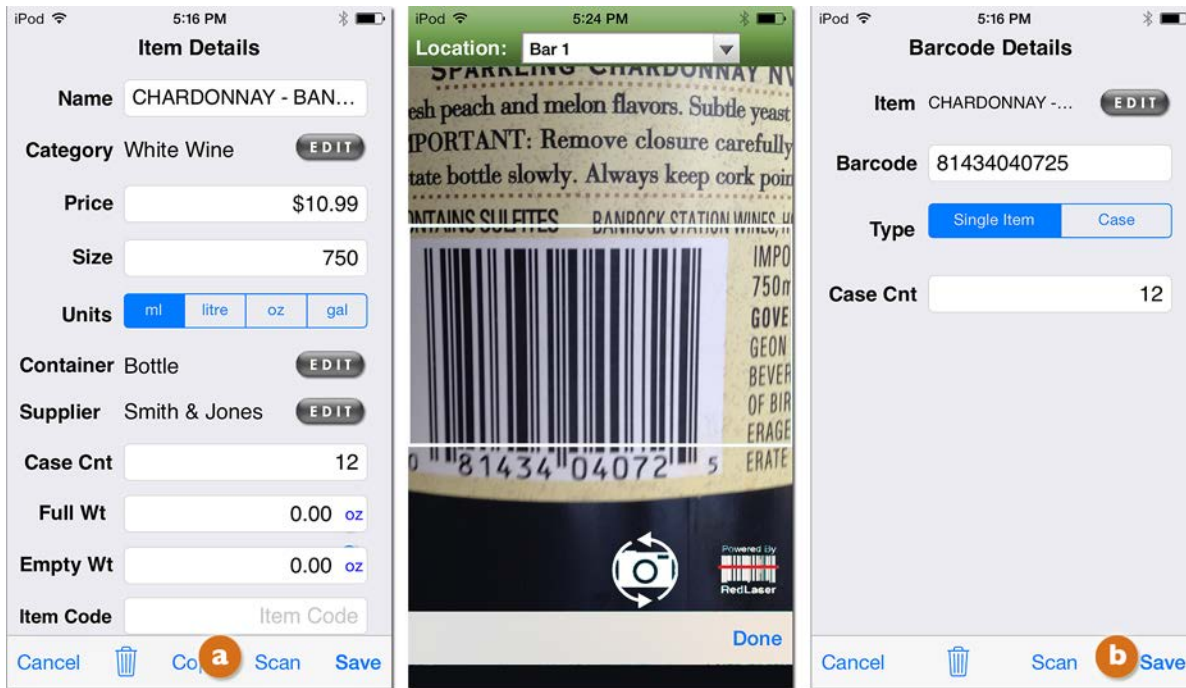 iPod 5:16 PM
Item Details
Name CHARDONNAY - BAN...
Category White Wine EDIT
Price $10.99
Size 750
Units ml litre oz gal
Container Bottle EDIT
Supplier Smith & Jones EDIT
Case Cnt 12
Full Wt 0.00 oz
Empty Wt 0.00 oz
Item Code Item Code
Cancel a Scan Save
iPod 5:24 PM
Location: Bar 1
SPARKLING CHARDONNAY NV
esh peach and melon flavors. Subtle yeast
MPORTANT: Remove closure carefully
tate bottle slowly. Always keep cork poin
ONTAINS SULFITES BANROCK STATION WINES, H
IMPO
750m
GOVE
GEON
BEVER
OF BIR
ERAGE
ERATE
0 81434 04072 5
Powered By
RedLaser
Done
iPod 5:16 PM
Barcode Details
Item CHARDONNAY -... EDIT
Barcode 81434040725
Type Single Item Case
Case Cnt 12
Cancel Scan b Save